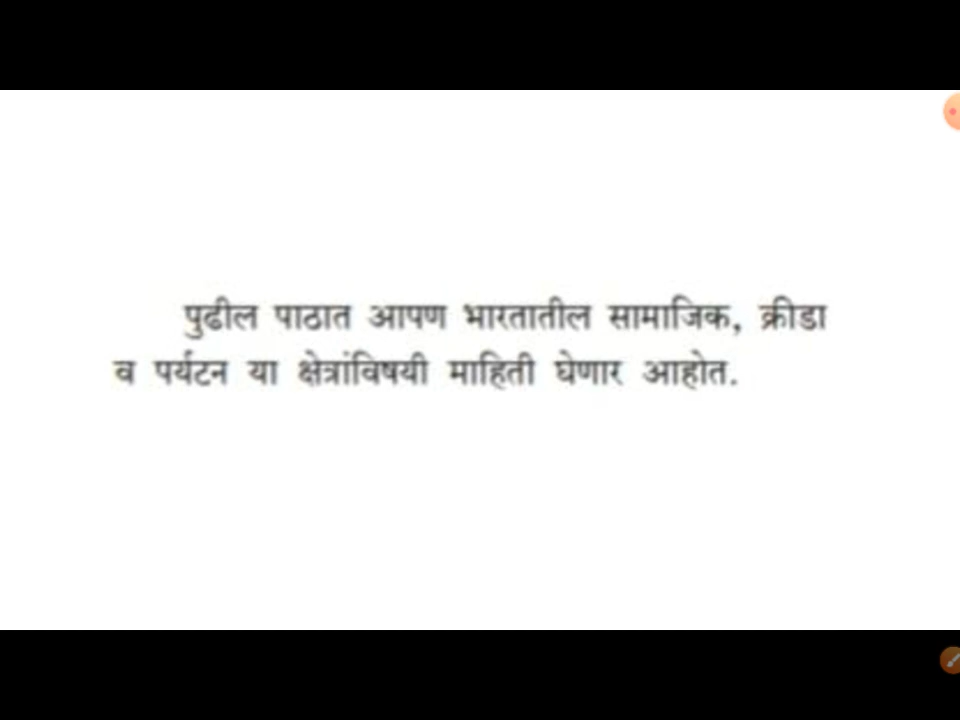 पुढील पाठात आपण भारतातील सामाजिक, क्रीडा
व पर्यटन या क्षेत्रांविषयी माहिती घेणार आहोत.